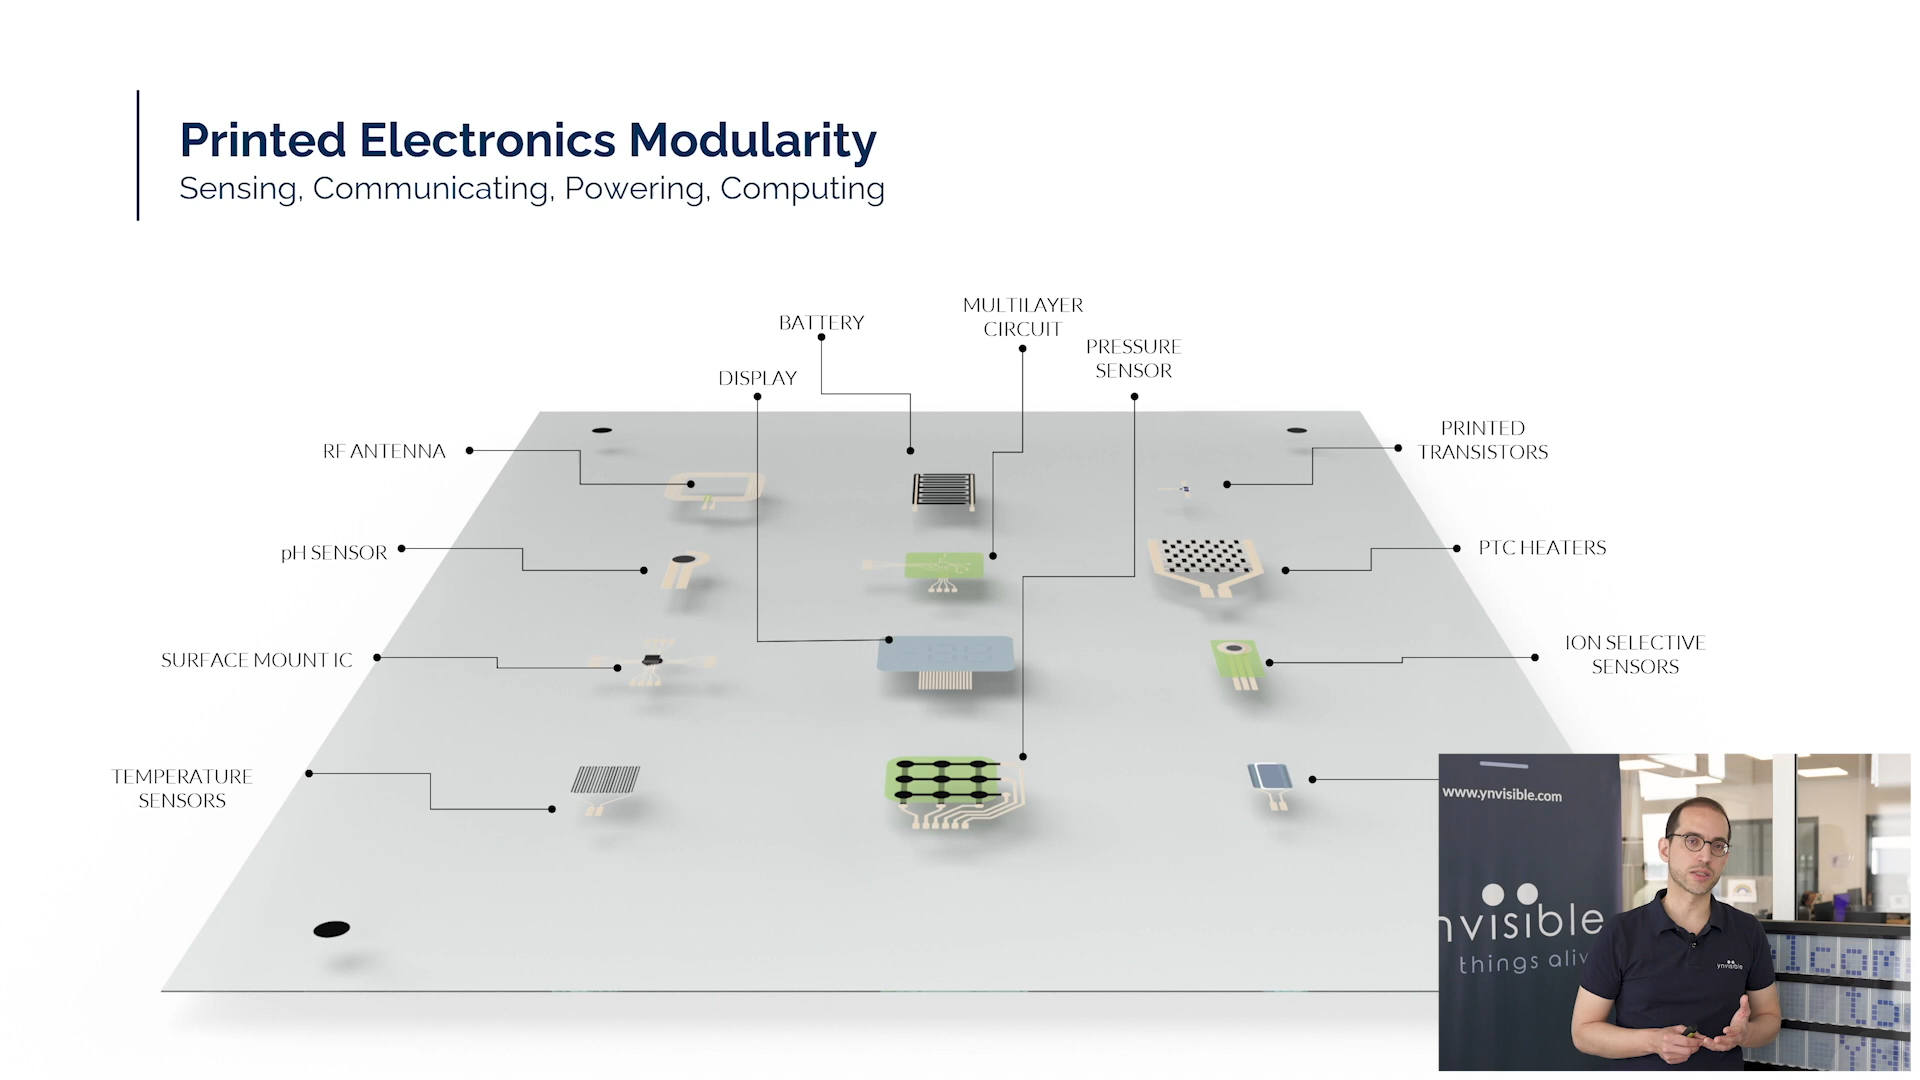 Printed Electronics Modularity
Sensing, Communicating, Powering, Computing
MULTILAYER
CIRCUIT
BATTERY
PRESSURE
SENSOR
DISPLAY
RF ANTENNA
PRINTED
TRANSISTORS
pH SENSOR
PTC HEATERS
SURFACE MOUNT IC
ION SELECTIVE
SENSORS
TEMPERATURE
SENSORS
www.ynvisible.com
nvisible
things aliv
ynvisible